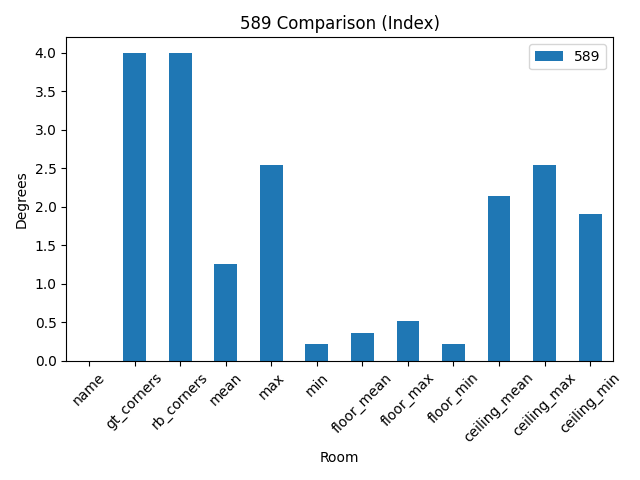 589 Comparison (Index)
589
Degrees
4.0
3.5
3.0
2.5
2.0
1.5
1.0
0.5
0.0
name
gt_corners
rb_corners
mean
max
min
floor_mean
floor_max
floor_min
ceiling_mean
ceiling_max
ceiling_min
Room